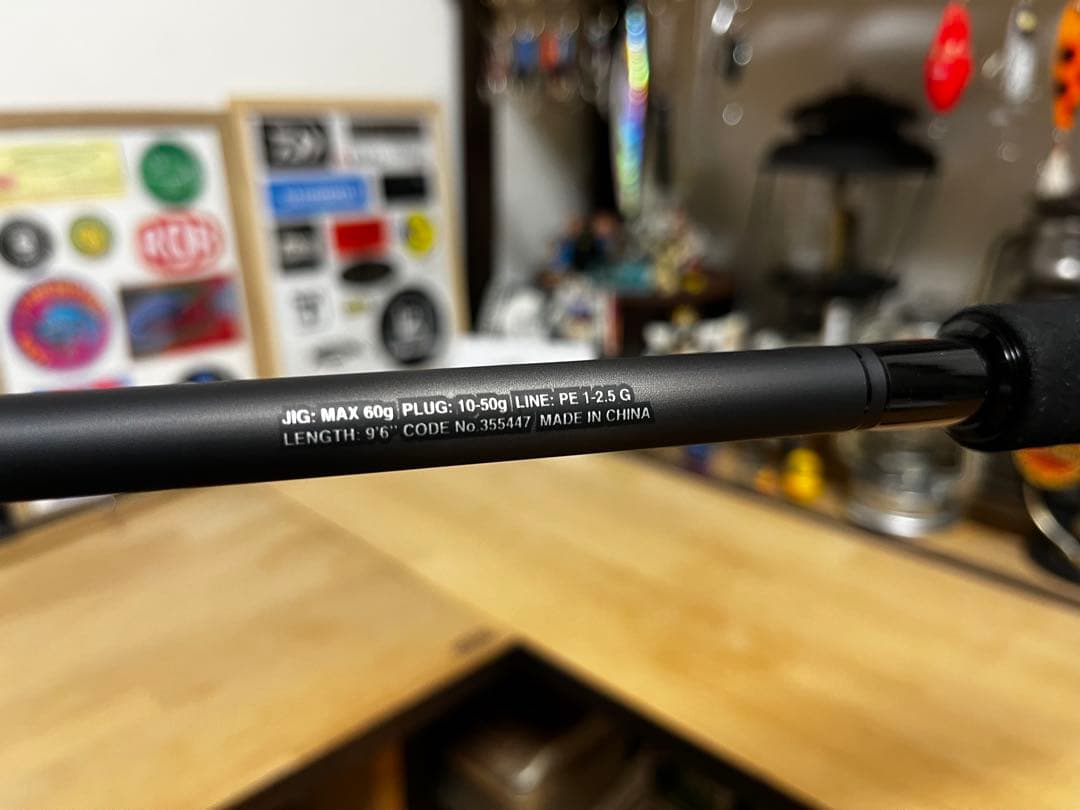 JIG: MAX 60g PLUG: 10-50g LINE: PE 1-2.5 G
LENGTH: 9'6" CODE No.355447 MADE IN CHINA